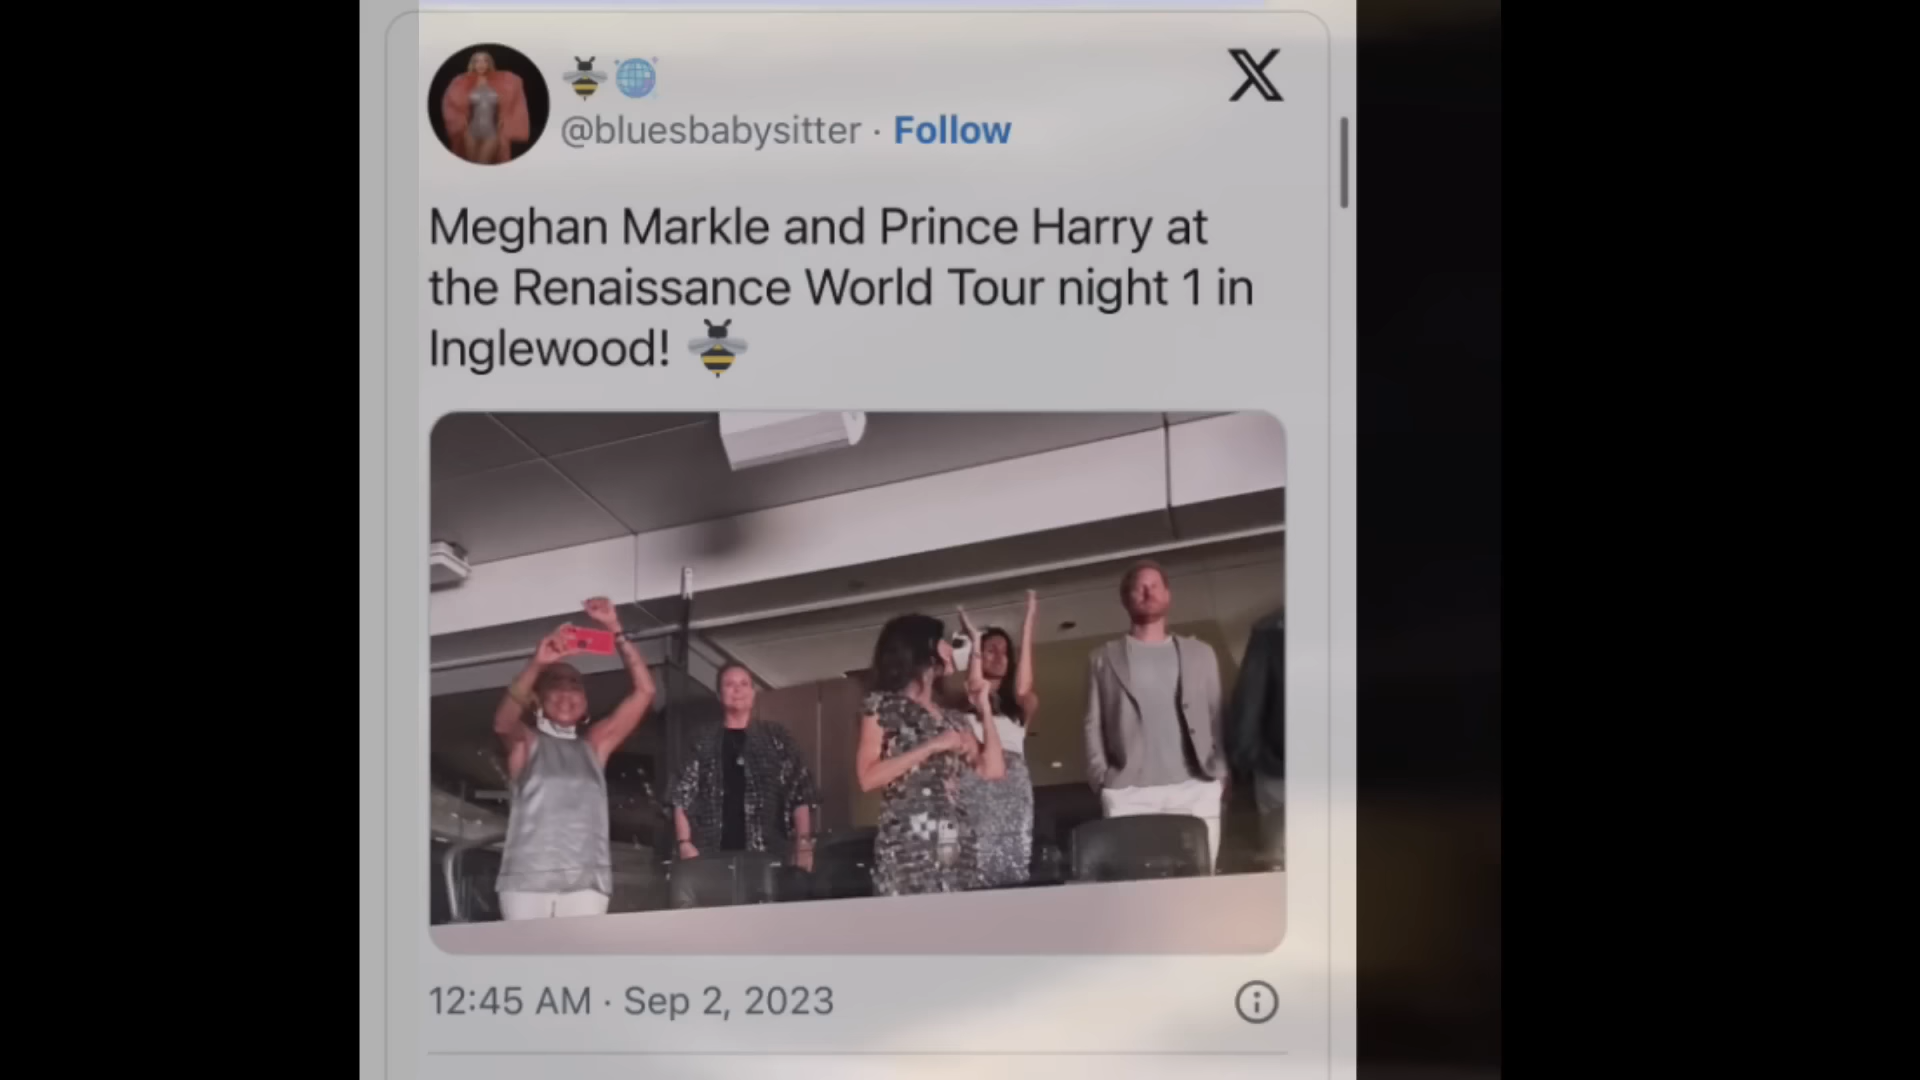 @bluesbabysitter · Follow
Meghan Markle and Prince Harry at
the Renaissance World Tour night 1 in
Inglewood!
12:45 AM · Sep 2, 2023